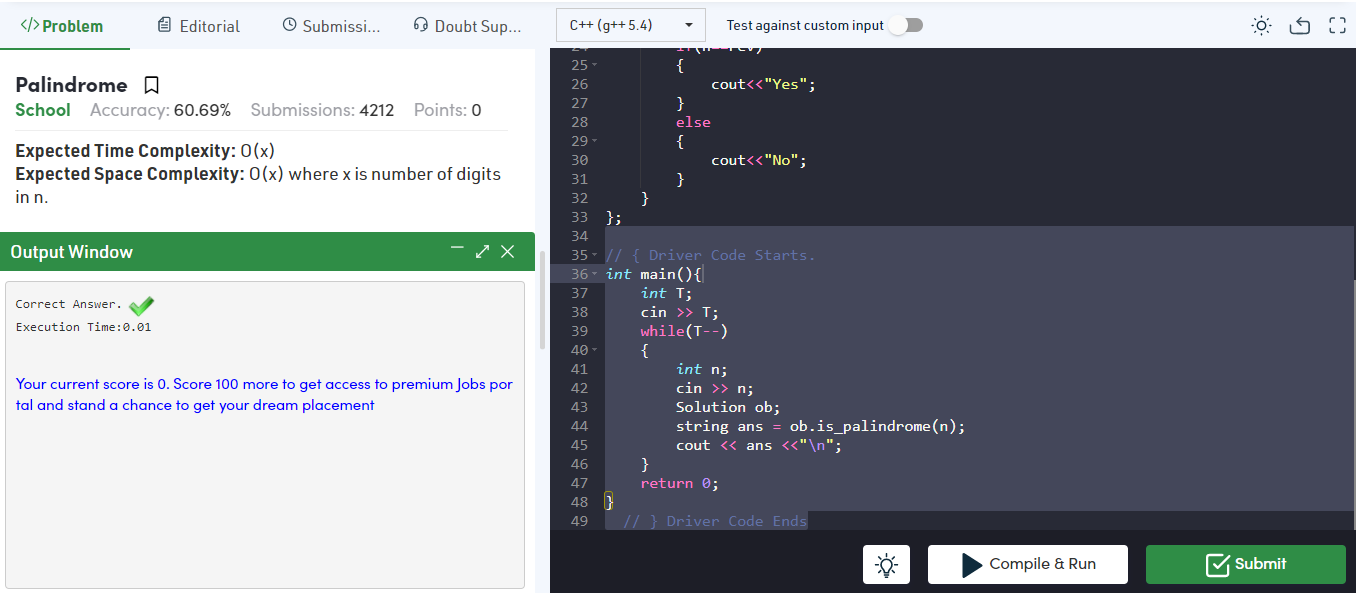 </>Problem
Editorial
Submissi...
Doubt Sup...
C++ (g++ 5.4)
Test against custom input
Palindrome
School Accuracy: 60.69% Submissions: 4212 Points: 0
Expected Time Complexity: O(x)
Expected Space Complexity: O(x) where x is number of digits
in n.
Output Window
Correct Answer.
Execution Time:0.01
Your current score is 0. Score 100 more to get access to premium Jobs por
tal and stand a chance to get your dream placement
24 if(n==rev)
25 {
26 cout<<"Yes";
27 }
28 else
29 {
30 cout<<"No";
31 }
32 }
33 };
34
35 // { Driver Code Starts.
36 int main(){
37 int T;
38 cin >> T;
39 while(T--)
40 {
41 int n;
42 cin >> n;
43 Solution ob;
44 string ans = ob.is_palindrome(n);
45 cout << ans <<"\n";
46 }
47 return 0;
48 }
49 // } Driver Code Ends
Compile & Run
Submit